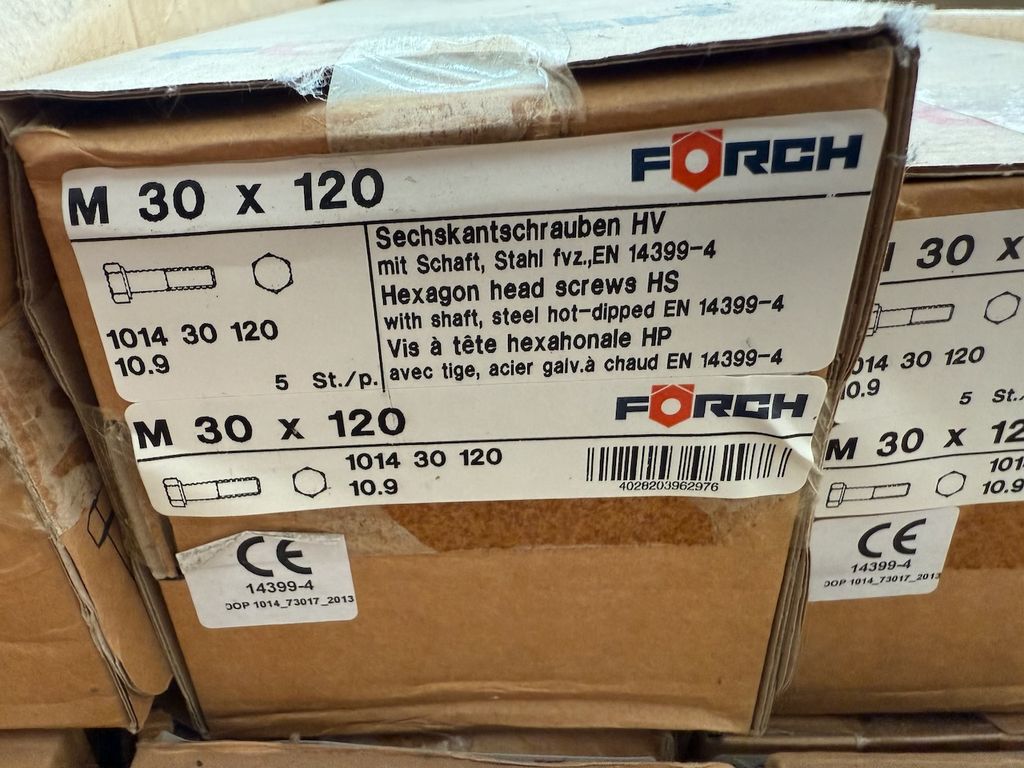 M 30 x 120
FÖRCH
Sechskantschrauben HV
mit Schaft, Stahl fvz.,EN 14399-4
Hexagon head screws HS
with shaft, steel hot-dipped EN 14399-4
Vis à tête hexahonale HP
avec tige, acier galv.à chaud EN 14399-4
1014 30 120
10.9
5 St./p.
M 30 x 120
FÖRCH
1014 30 120
10.9
4028203962976
CE
14399-4
DOP 1014_73017_2013
30 x
014 30 120
10.9
5 St.
M 30 x 12
101
10.9
CE
14399-4
DOP 1014_73017_2013